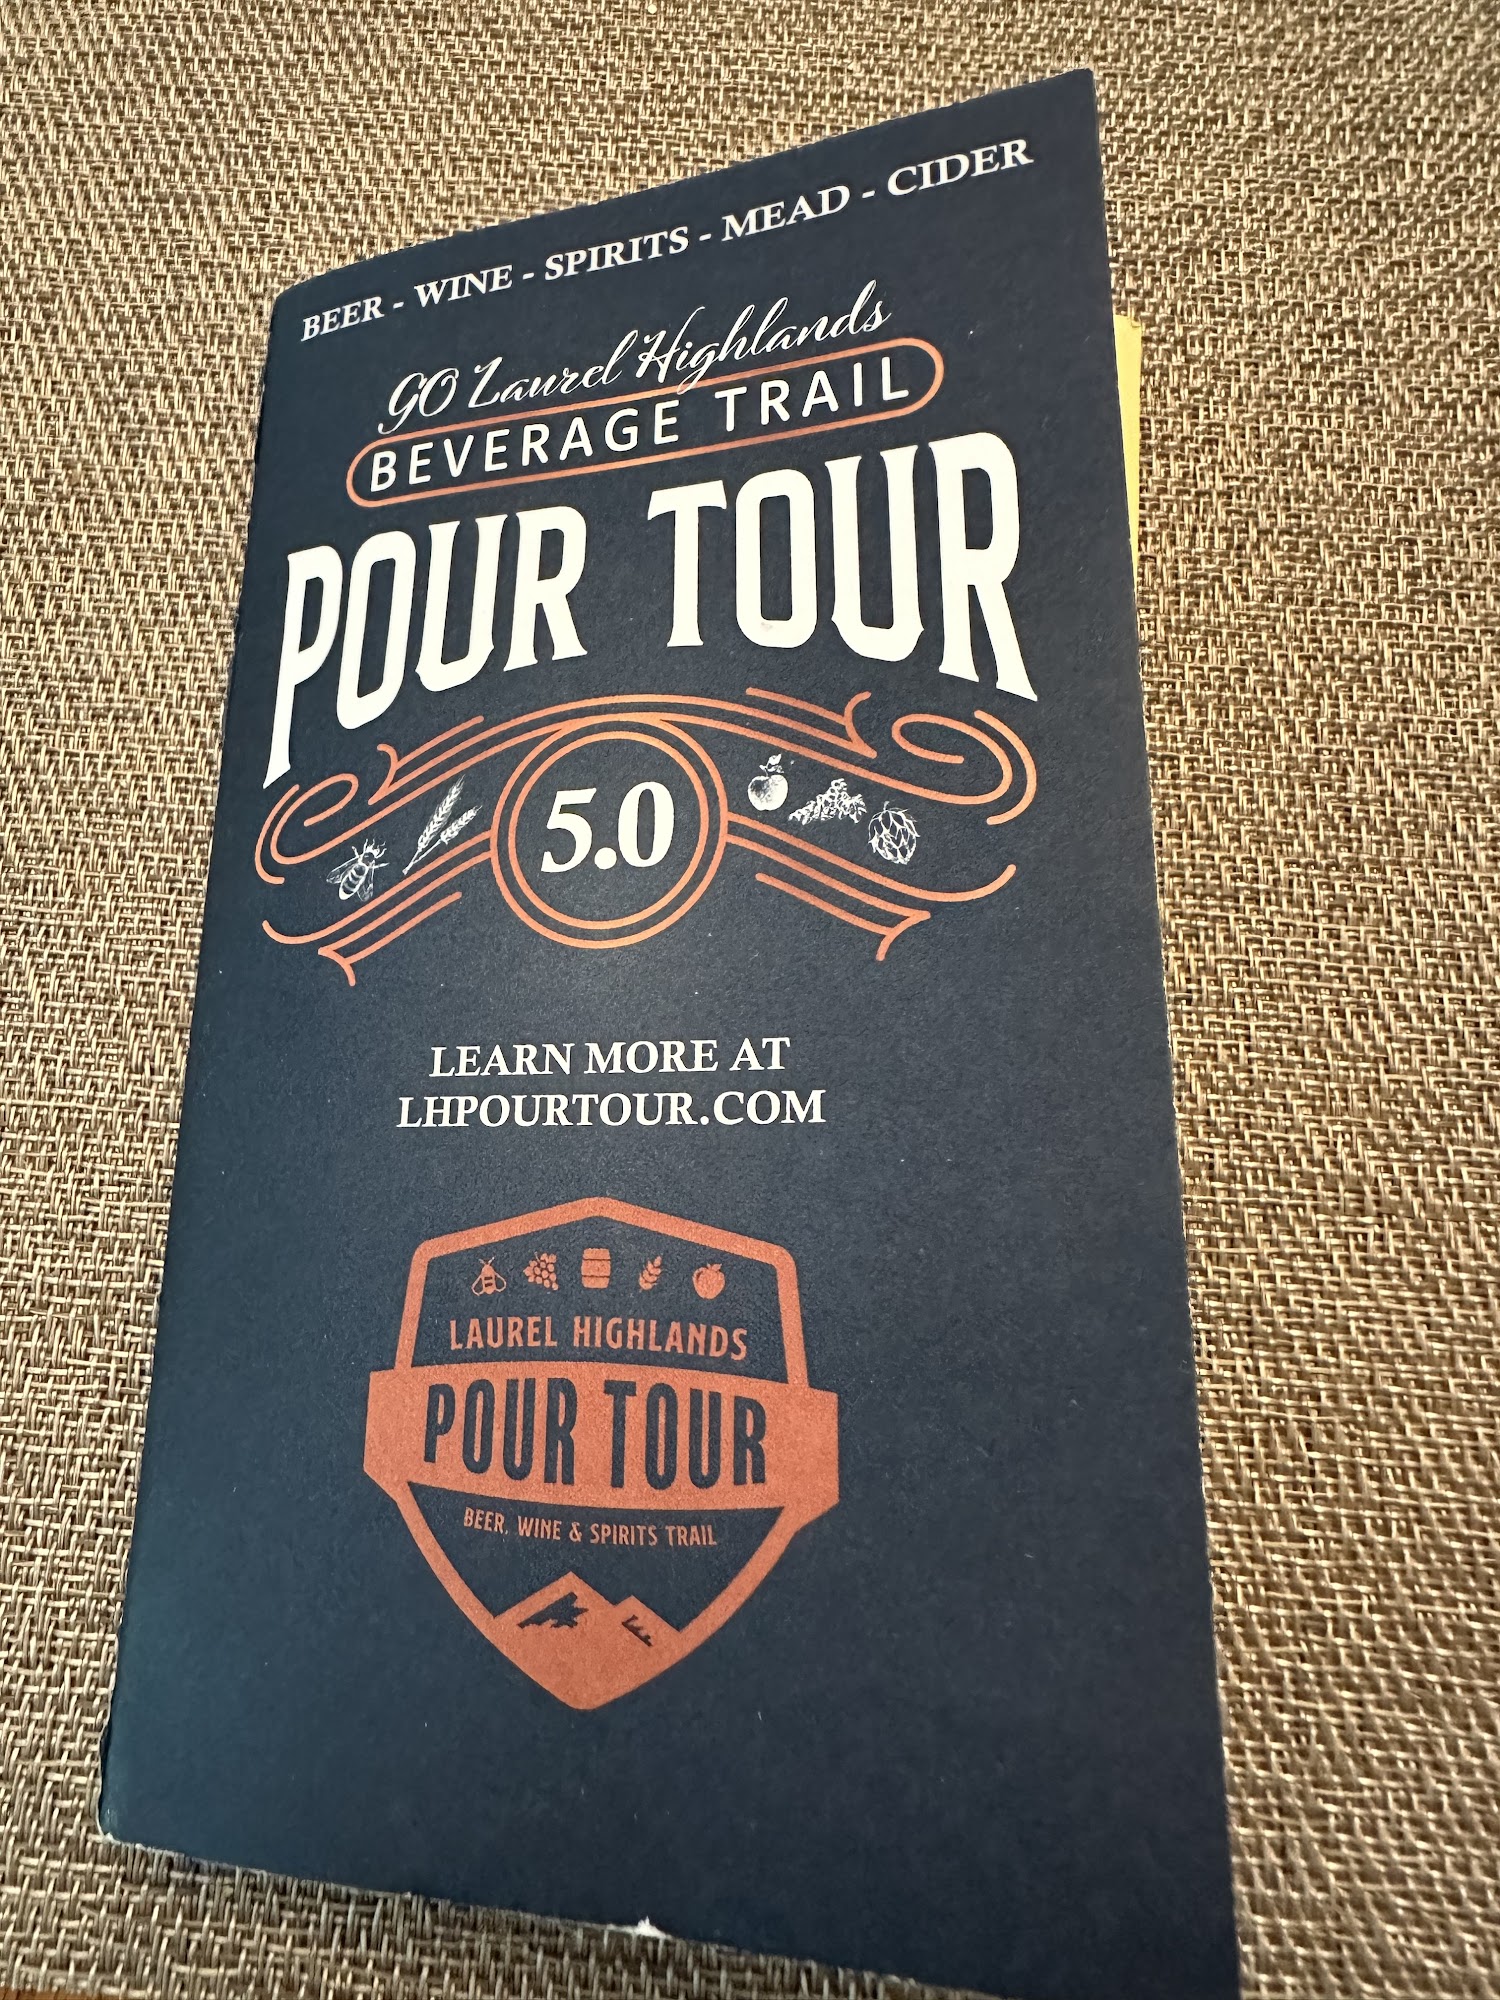 BEER - WINE - SPIRITS - MEAD - CIDER
GO Laurel Highlands
BEVERAGE TRAIL
POUR TOUR
5.0
LEARN MORE AT
LHPOURTOUR.COM
LAUREL HIGHLANDS
POUR TOUR
BEER, WINE & SPIRITS TRAIL